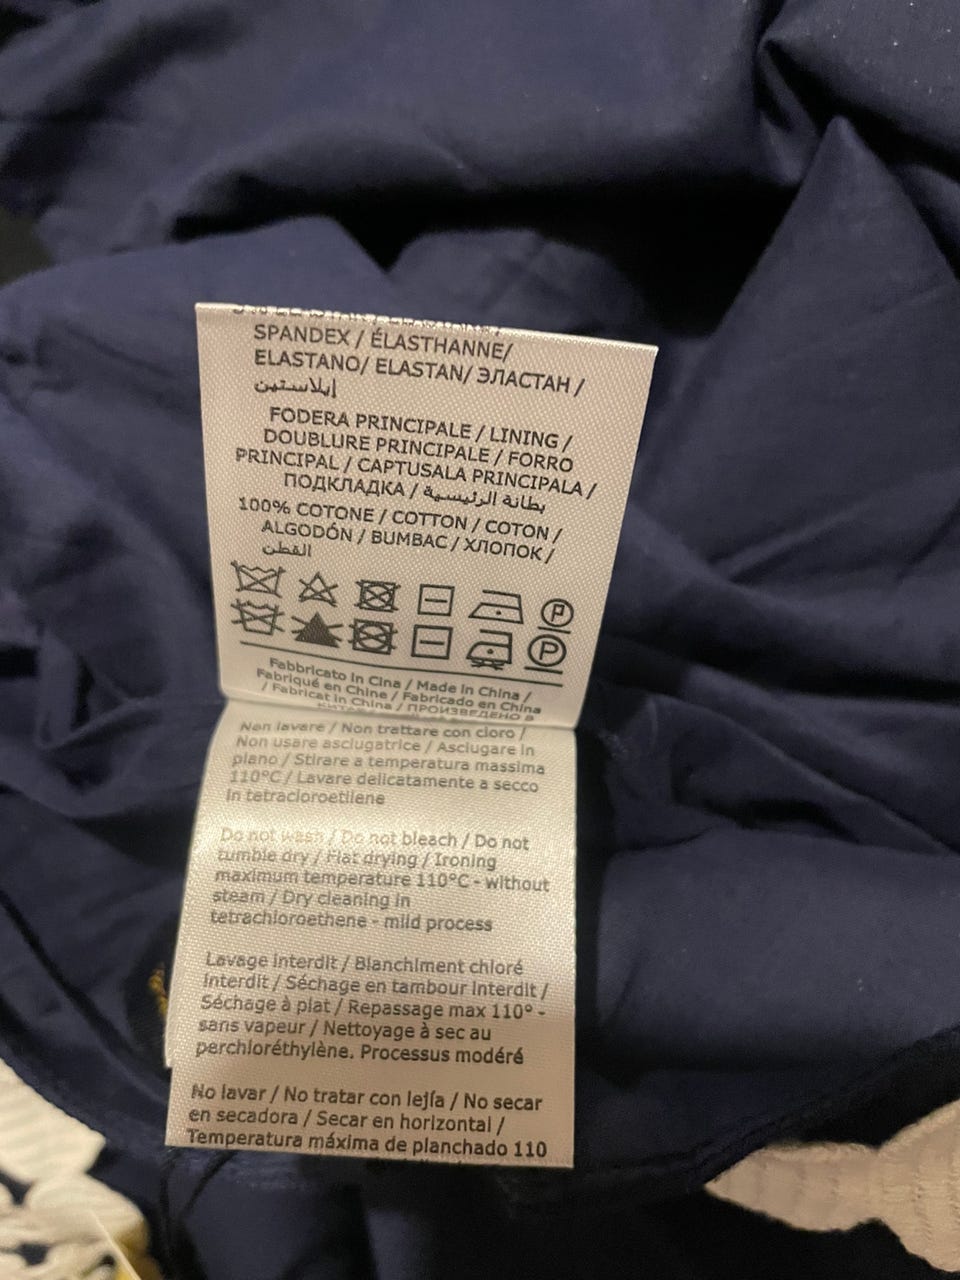 SPANDEX / ÉLASTHANNE/
ELASTANO/ ELASTAN/ ЭЛАСТАН /
إيلاستين
FODERA PRINCIPALE / LINING /
DOUBLURE PRINCIPALE / FORRO
PRINCIPAL / CAPTUSALA PRINCIPALA /
ПОДКЛАДКА / بطانة الرئيسية
100% COTONE / COTTON / COTON /
ALGODÓN / BUMBAC / ХЛОПОК /
القطن
P
P
Fabbricato in Cina / Made in China /
Fabriqué en Chine / Fabricado en China
/ Fabricat in China / ПРОИЗВЕДЕНО В
Non lavare / Non trattare con cloro /
Non usare asciugatrice / Asciugare in
piano / Stirare a temperatura massima
110°C / Lavare delicatamente a secco
in tetracloroetilene
Do not wash / Do not bleach / Do not
tumble dry / Flat drying / Ironing
maximum temperature 110°C - without
steam / Dry cleaning in
tetrachloroethene - mild process
Lavage interdit / Blanchiment chloré
interdit / Séchage en tambour interdit /
Séchage à plat / Repassage max 110° -
sans vapeur / Nettoyage à sec au
perchloréthylène. Processus modéré
No lavar / No tratar con lejía / No secar
en secadora / Secar en horizontal /
Temperatura máxima de planchado 110